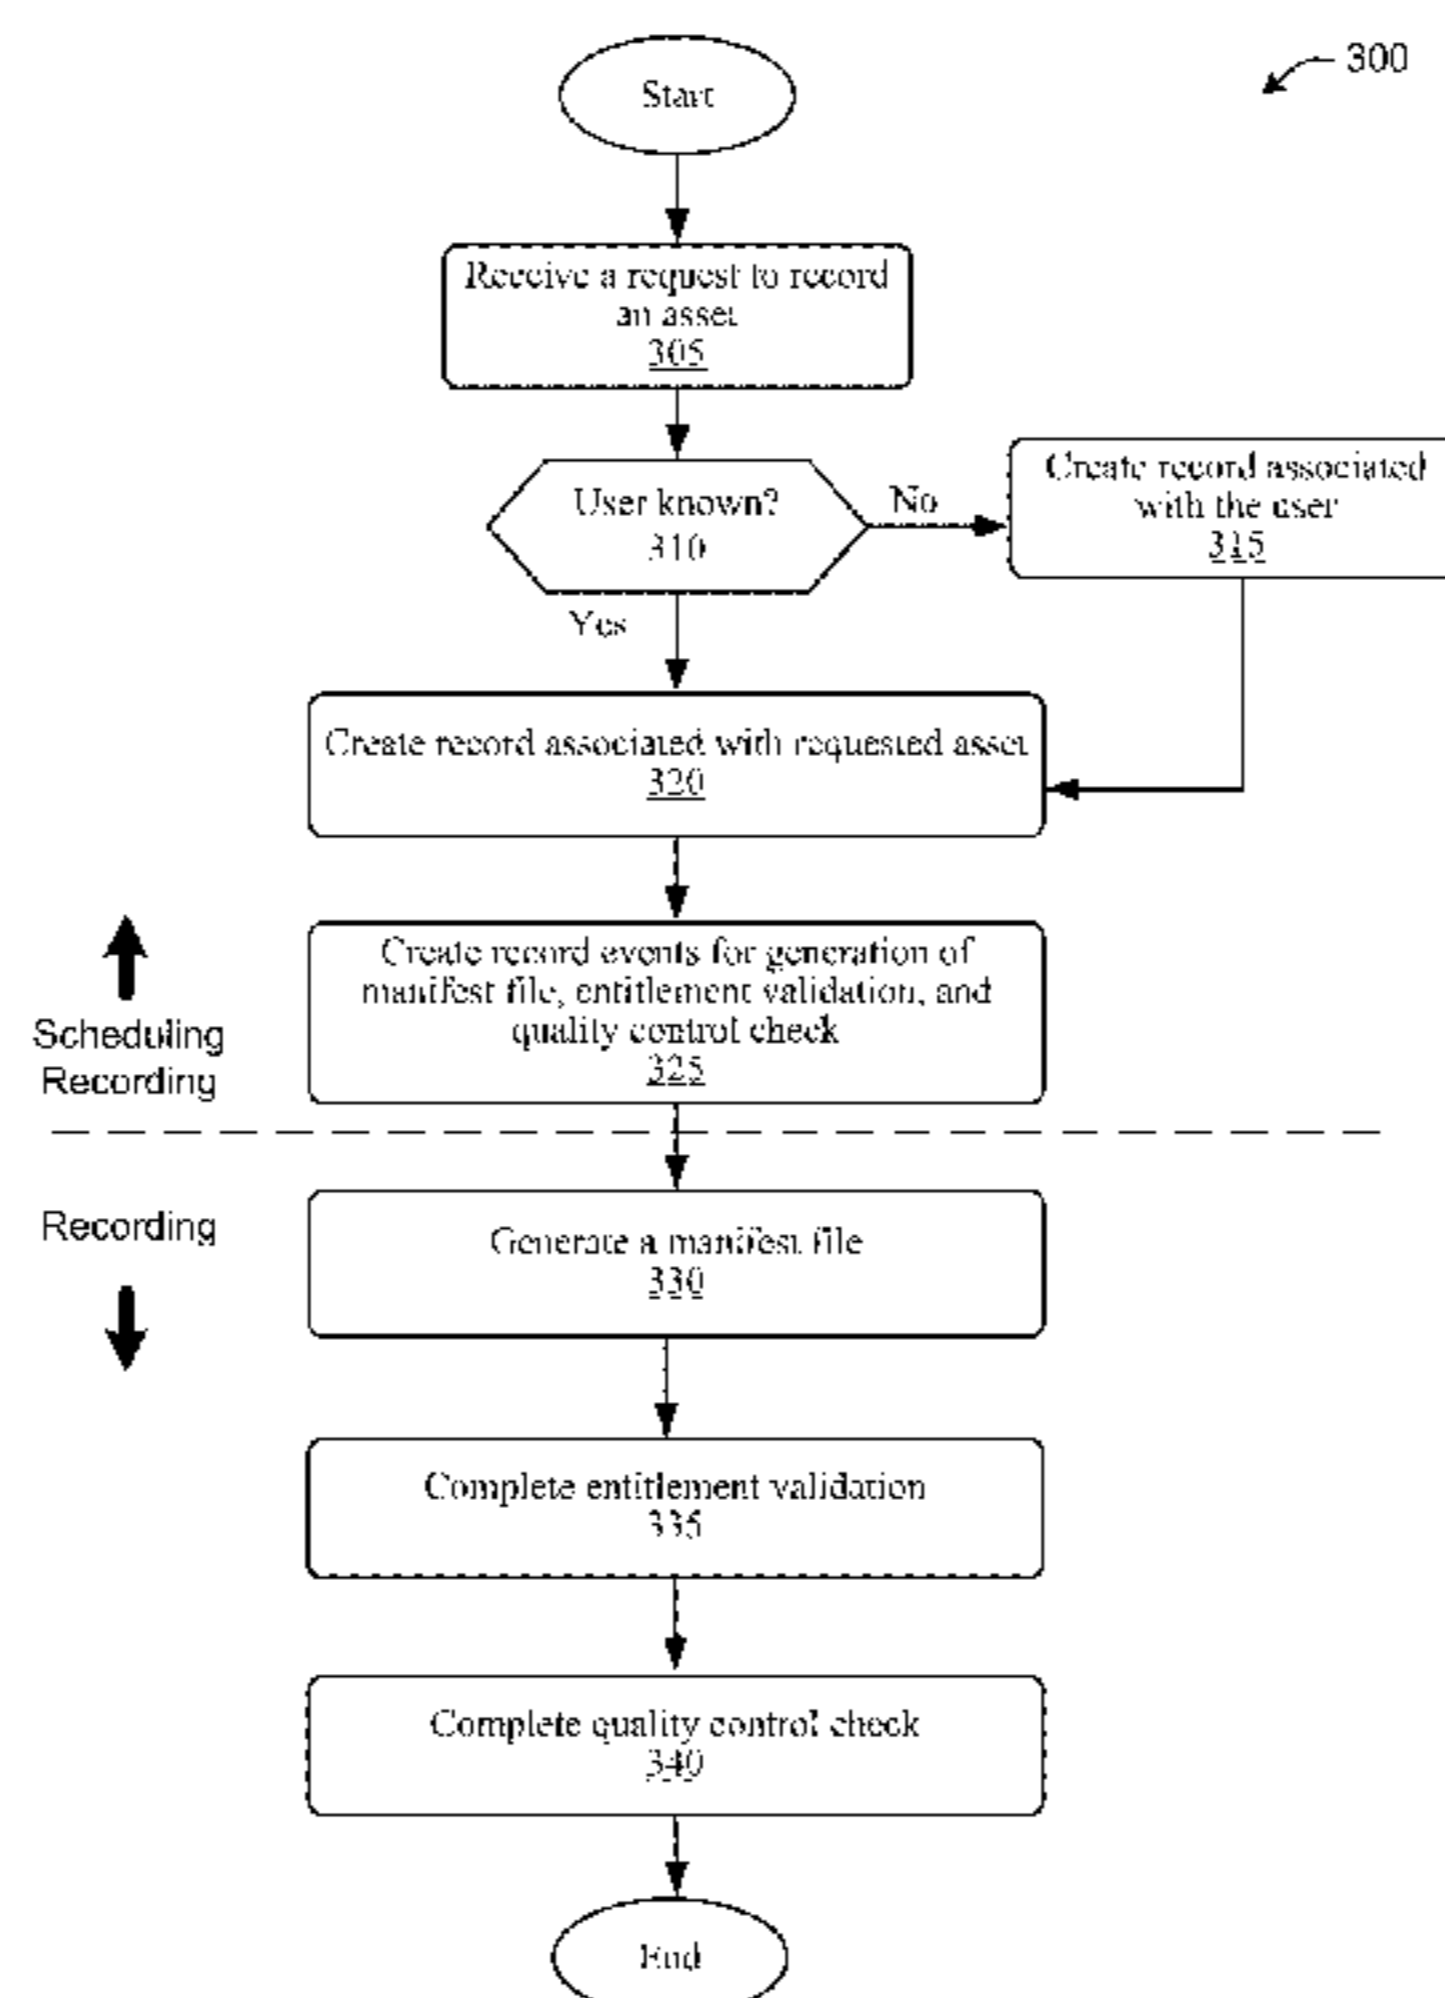 300
Start
Receive a request to record
an asset
305
User known?
310
No
Create record associated
with the user
315
Yes
Create record associated with requested asset
320
Create record events for generation of
manifest file, entitlement validation, and
quality control check
325
Scheduling
Recording
Recording
Generate a manifest file
330
Complete entitlement validation
335
Complete quality control check
340
End